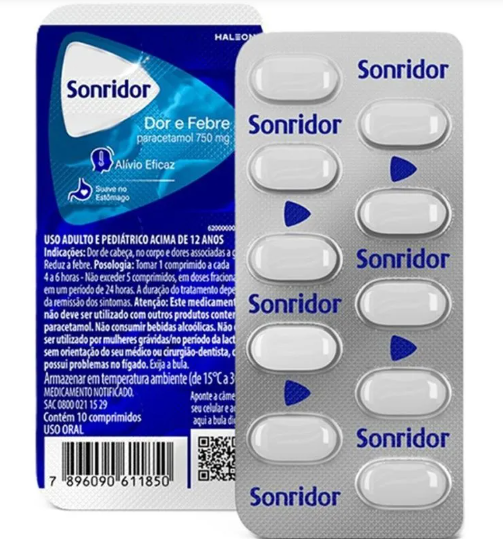 HALEON
Sonridor
Dor e Febre
paracetamol 750 mg
Alívio Eficaz
Suave no
Estômago
62000000
USO ADULTO E PEDIÁTRICO ACIMA DE 12 ANOS
Indicações: Dor de cabeça, no corpo e dores associadas a g
Reduz a febre. Posologia: Tomar 1 comprimido a cada
4 a 6 horas - Não exceder 5 comprimidos, em doses fracion
em um período de 24 horas. A duração do tratamento depe
da remissão dos sintomas. Atenção: Este medicament
não deve ser utilizado com outros produtos conten
paracetamol. Não consumir bebidas alcoólicas. Não
ser utilizado por mulheres grávidas/no período da lact
sem orientação do seu médico ou cirurgião-dentista, c
possui problemas no fígado. Exija a bula.
Armazenar em temperatura ambiente (de 15°C a 3
MEDICAMENTO NOTIFICADO.
SAC 0800 021 15 29
Contém 10 comprimidos
USO ORAL
Aponte a câme
seu celular e a
aqui a bula di
7 896090 611850
Sonridor
Sonridor
Sonridor
Sonridor
Sonridor
Sonridor